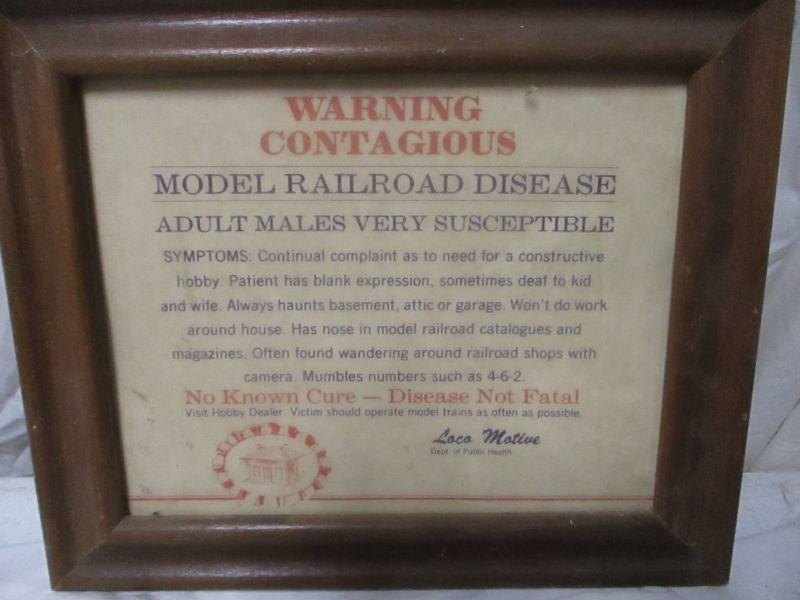 WARNING
CONTAGIOUS
MODEL RAILROAD DISEASE
ADULT MALES VERY SUSCEPTIBLE
SYMPTOMS: Continual complaint as to need for a constructive
hobby. Patient has blank expression, sometimes deaf to kid
and wife. Always haunts basement, attic or garage. Won't do work
around house. Has nose in model railroad catalogues and
magazines. Often found wandering around railroad shops with
camera. Mumbles numbers such as 4-6-2.
No Known Cure — Disease Not Fatal
Visit Hobby Dealer. Victim should operate model trains as often as possible.
Loco Motive
Dept. of Public Health